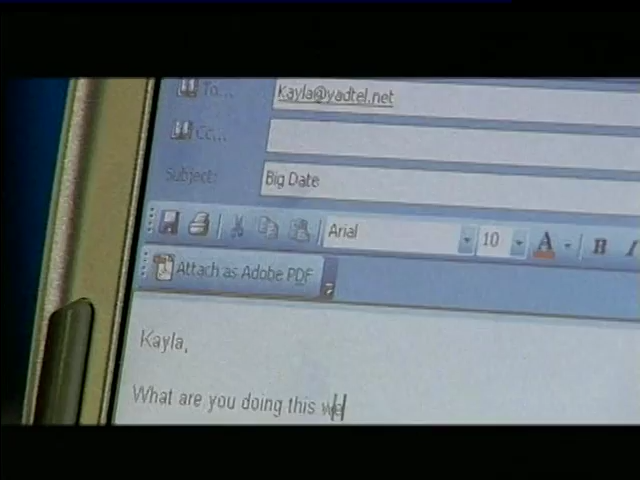 To...
Kayla@yadtel.net
Cc...
Subject:
Big Date
Arial
10
A
B
I
Attach as Adobe PDF
Kayla,
What are you doing this we